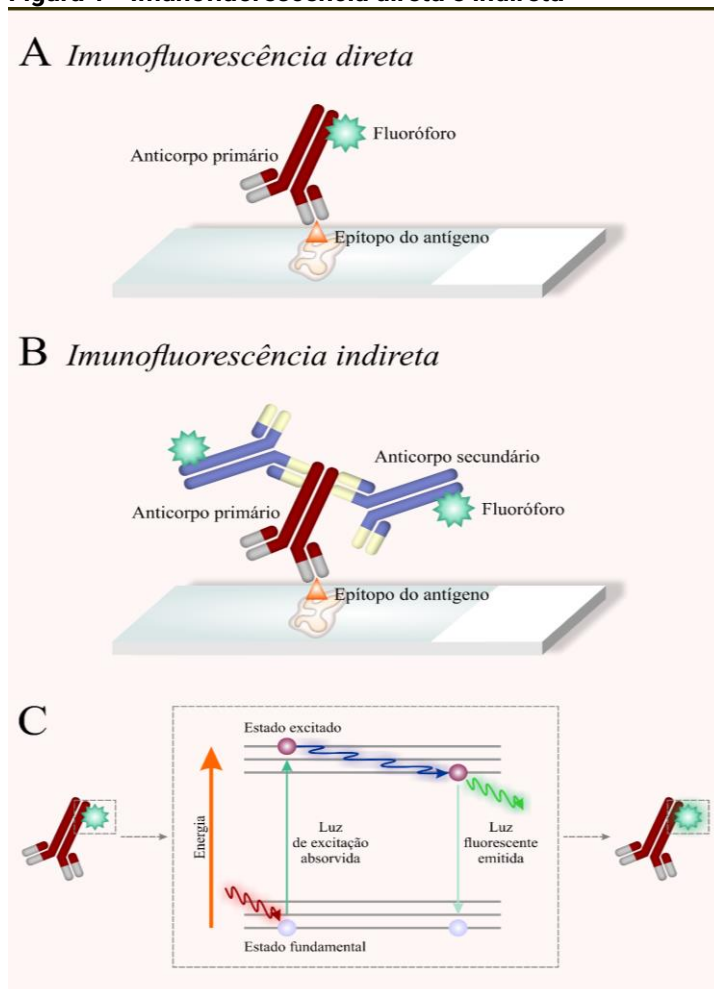 A Imunofluorescência direta
Fluoróforo
Anticorpo primário
Epítopo do antígeno
B Imunofluorescência indireta
Anticorpo secundário
Anticorpo primário
Fluoróforo
Epítopo do antígeno
C
Estado excitado
Energia
Luz
de excitação
absorvida
Luz
fluorescente
emitida
Estado fundamental